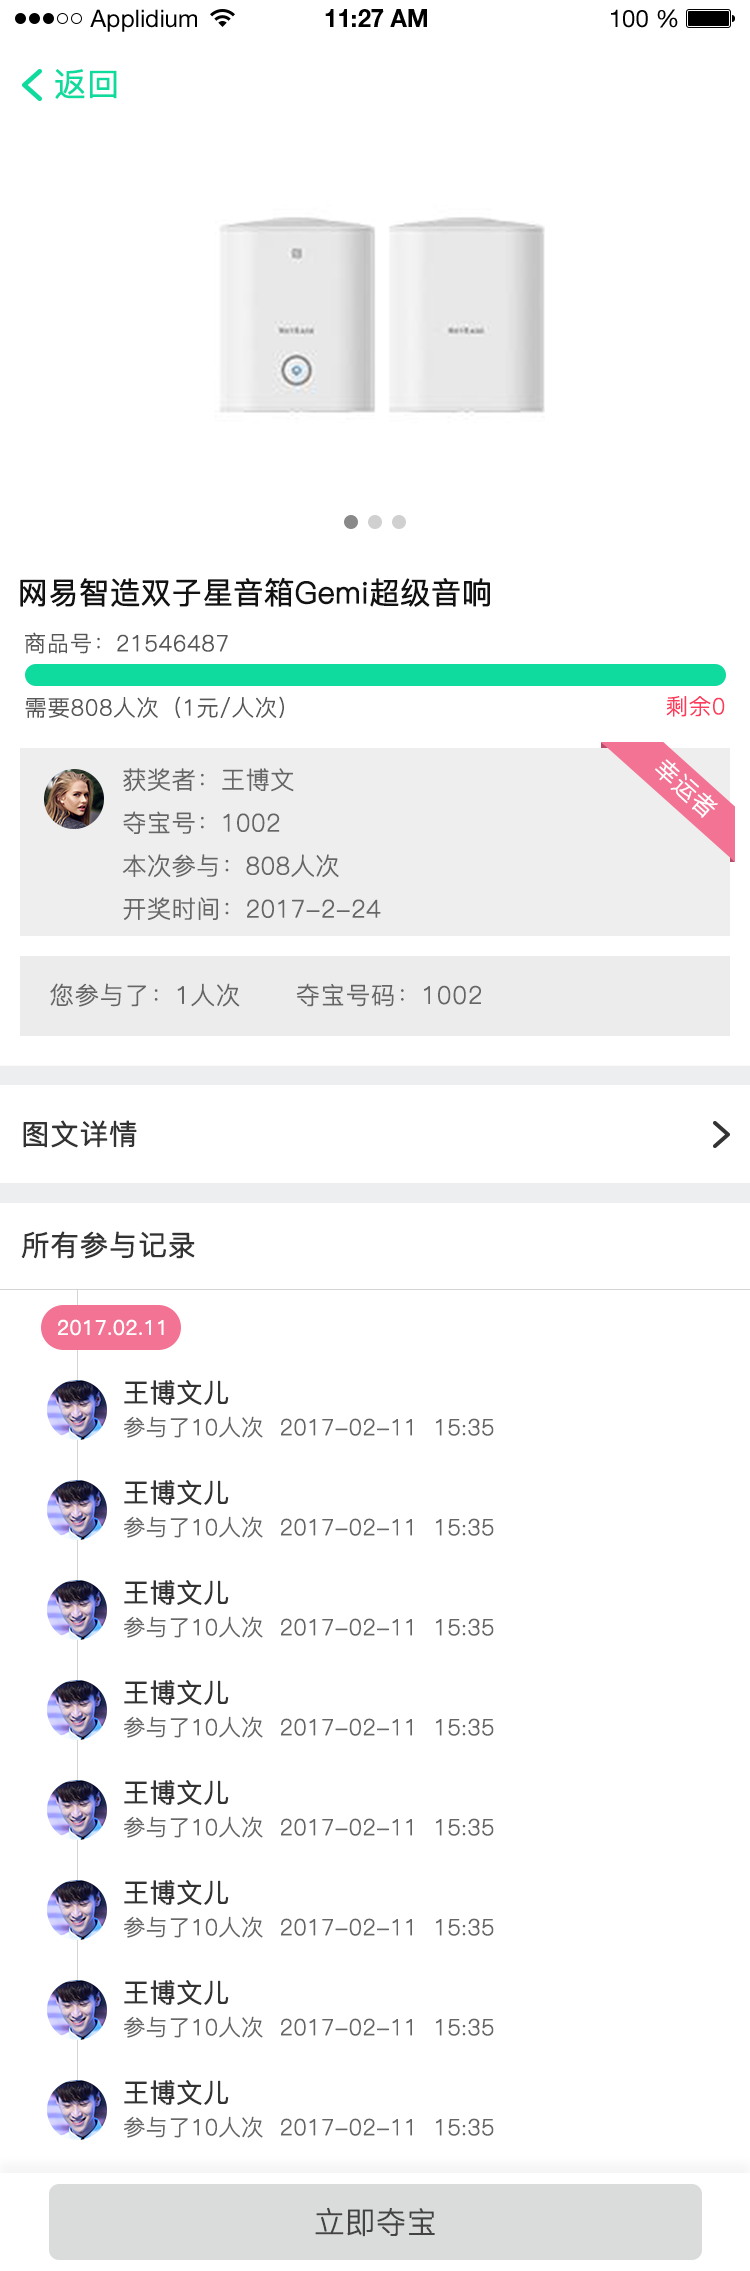 Applidium 11:27 AM 100 %
返回
网易智造双子星音箱Gemi超级音响
商品号：21546487
需要808人次（1元/人次） 剩余0
获奖者：王博文
幸运者
夺宝号：1002
本次参与：808人次
开奖时间：2017-2-24
您参与了：1人次 夺宝号码：1002
图文详情
所有参与记录
2017.02.11
王博文儿
参与了10人次 2017-02-11 15:35
王博文儿
参与了10人次 2017-02-11 15:35
王博文儿
参与了10人次 2017-02-11 15:35
王博文儿
参与了10人次 2017-02-11 15:35
王博文儿
参与了10人次 2017-02-11 15:35
王博文儿
参与了10人次 2017-02-11 15:35
王博文儿
参与了10人次 2017-02-11 15:35
王博文儿
参与了10人次 2017-02-11 15:35
立即夺宝